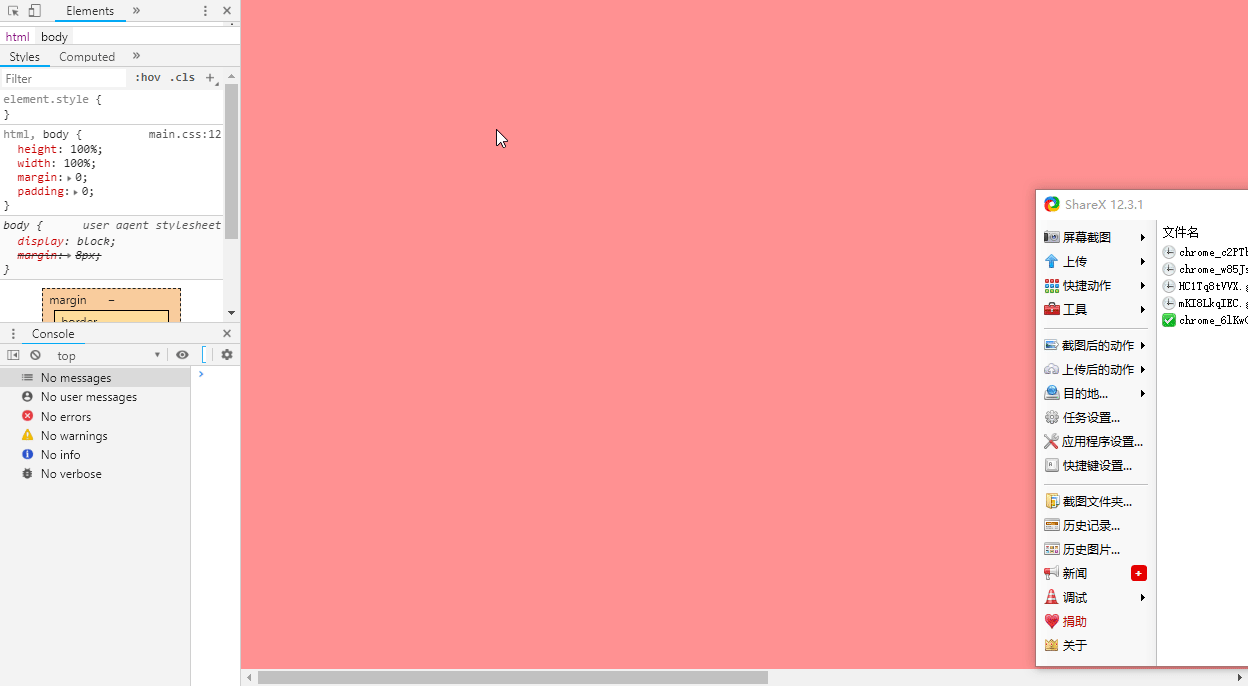 Elements »
html body
Styles Computed »
Filter :hov .cls +
element.style {
}
html, body { main.css:12
height: 100%;
width: 100%;
margin: 0;
padding: 0;
}
body { user agent stylesheet
display: block;
margin: 8px;
}
margin –
border
Console
top
No messages
No user messages
No errors
No warnings
No info
No verbose
ShareX 12.3.1
屏幕截图
上传
快捷动作
工具
截图后的动作
上传后的动作
目的地...
任务设置...
应用程序设置...
快捷键设置...
截图文件夹...
历史记录...
历史图片...
新闻 +
调试
捐助
关于
文件名
chrome_c2PT
chrome_w85Js
HC1Tq8tVVX.g
mKI8LkqIEC.g
chrome_6lKw